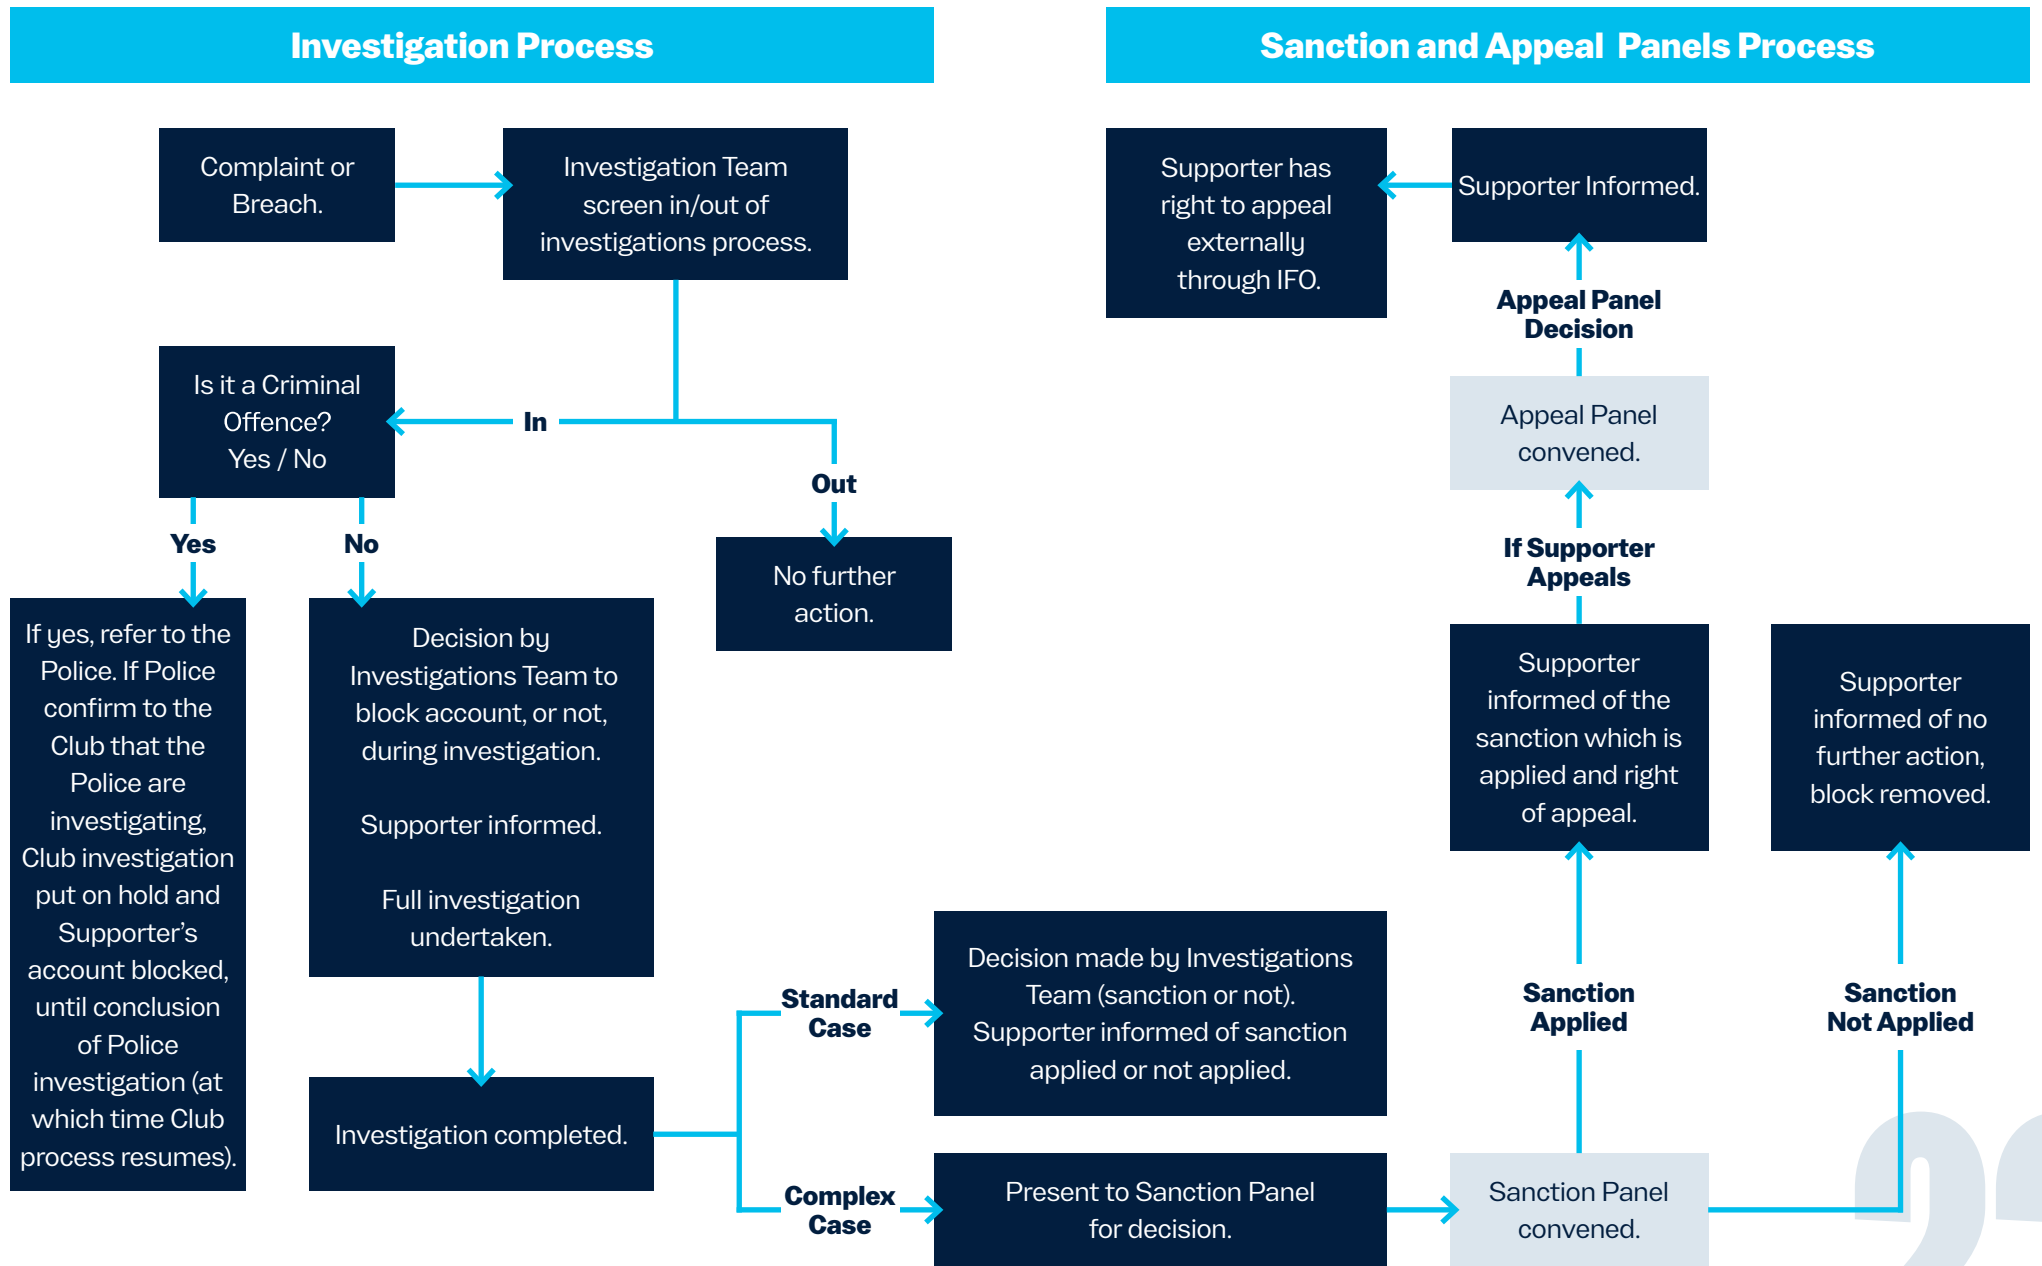 Investigation Process
Complaint or
Breach.
Investigation Team
screen in/out of
investigations process.
Is it a Criminal
Offence?
Yes / No
In
Out
No further
action.
Yes
No
If yes, refer to the
Police. If Police
confirm to the
Club that the
Police are
investigating,
Club investigation
put on hold and
Supporter’s
account blocked,
until conclusion
of Police
investigation (at
which time Club
process resumes).
Decision by
Investigations Team to
block account, or not,
during investigation.
Supporter informed.
Full investigation
undertaken.
Investigation completed.
Standard
Case
Decision made by Investigations
Team (sanction or not).
Supporter informed of sanction
applied or not applied.
Complex
Case
Present to Sanction Panel
for decision.
Sanction and Appeal Panels Process
Supporter has
right to appeal
externally
through IFO.
Supporter Informed.
Appeal Panel
Decision
Appeal Panel
convened.
If Supporter
Appeals
Supporter
informed of the
sanction which is
applied and right
of appeal.
Supporter
informed of no
further action,
block removed.
Sanction
Applied
Sanction
Not Applied
Sanction Panel
convened.